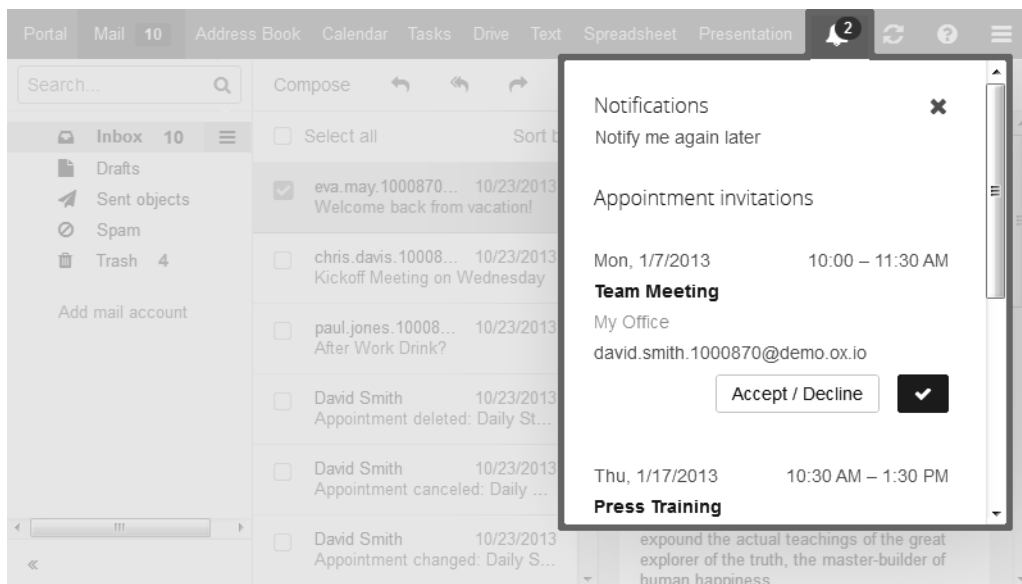 Portal Mail 10 Address Book Calendar Tasks Drive Text Spreadsheet Presentation 2
Search...
Inbox 10
Drafts
Sent objects
Spam
Trash 4
Add mail account
Compose
Select all Sort b
eva.may.1000870... 10/23/2013
Welcome back from vacation!
chris.davis.10008... 10/23/2013
Kickoff Meeting on Wednesday
paul.jones.10008... 10/23/2013
After Work Drink?
David Smith 10/23/2013
Appointment deleted: Daily St...
David Smith 10/23/2013
Appointment canceled: Daily ...
David Smith 10/23/2013
Appointment changed: Daily S...
Notifications
Notify me again later
Appointment invitations
Mon, 1/7/2013 10:00 – 11:30 AM
Team Meeting
My Office
david.smith.1000870@demo.ox.io
Accept / Decline
Thu, 1/17/2013 10:30 AM – 1:30 PM
Press Training
expound the actual teachings of the great
explorer of the truth, the master-builder of
human happiness